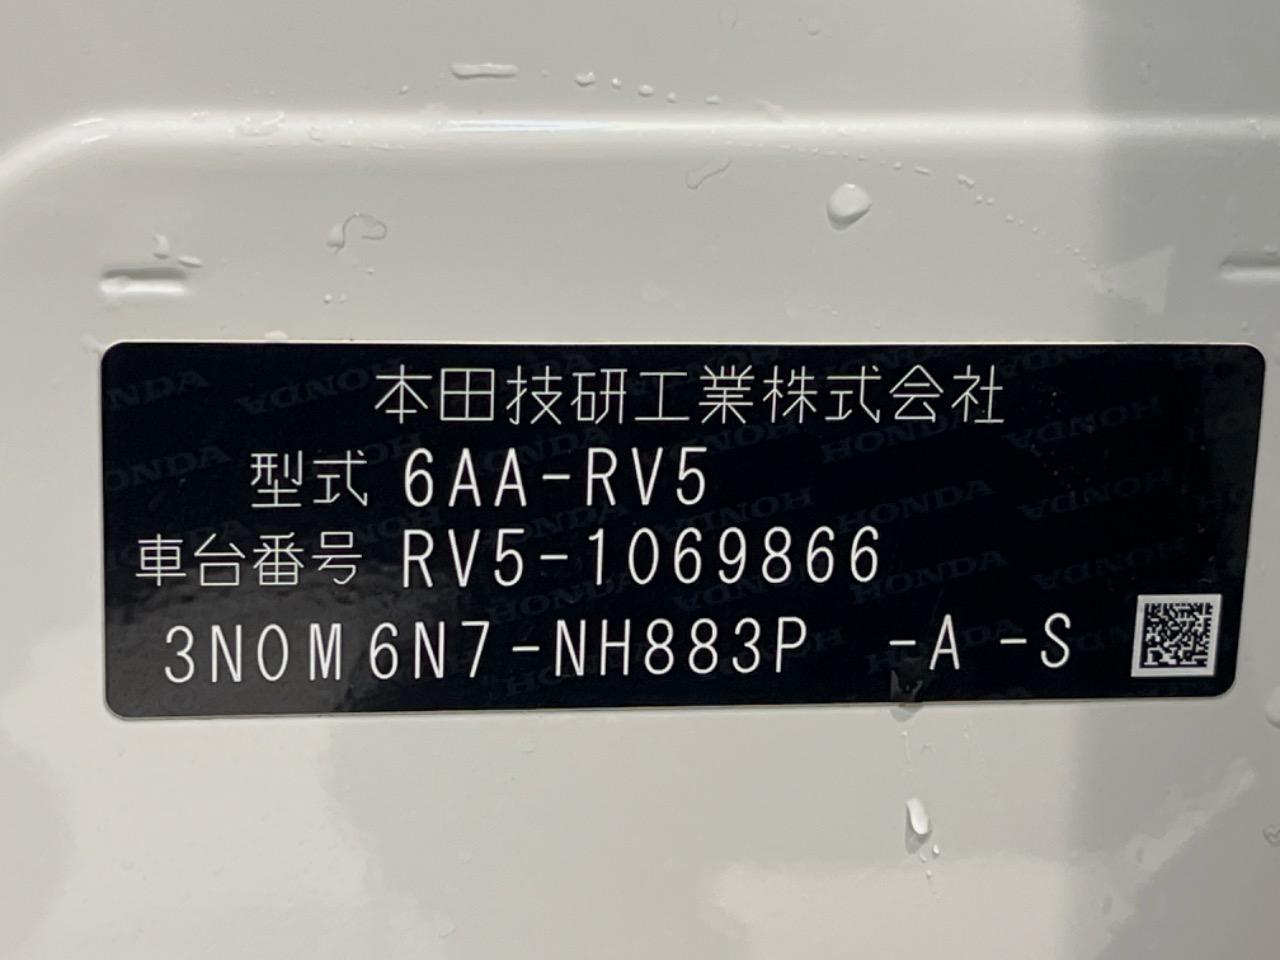 本田技研工業株式会社
型式 6AA-RV5
車台番号 RV5-1069866
3N0M6N7-NH883P -A-S